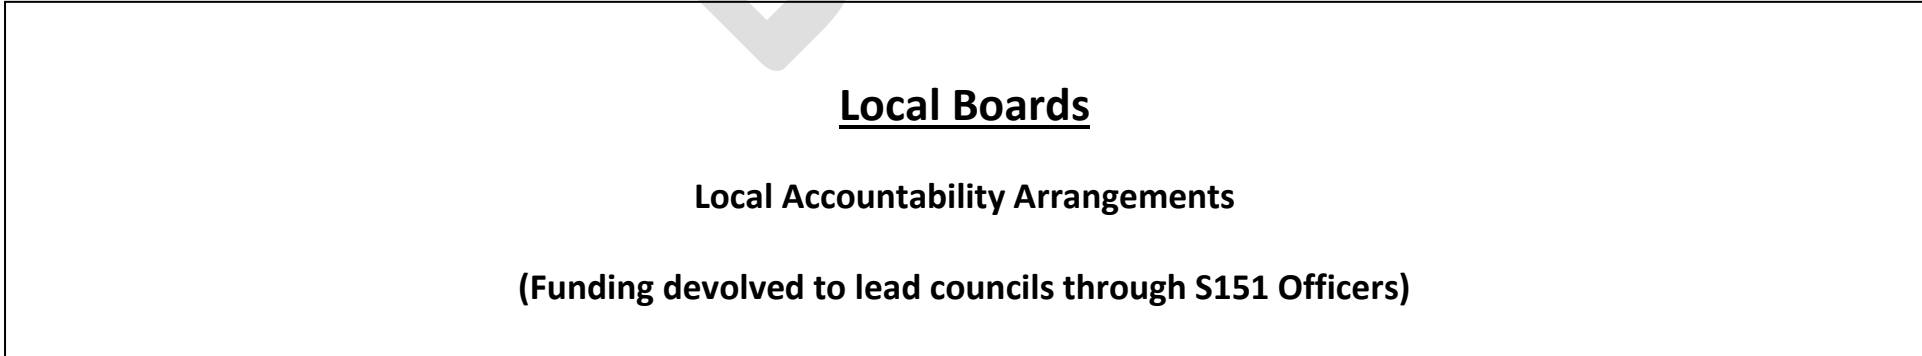 Local Boards
Local Accountability Arrangements
(Funding devolved to lead councils through S151 Officers)